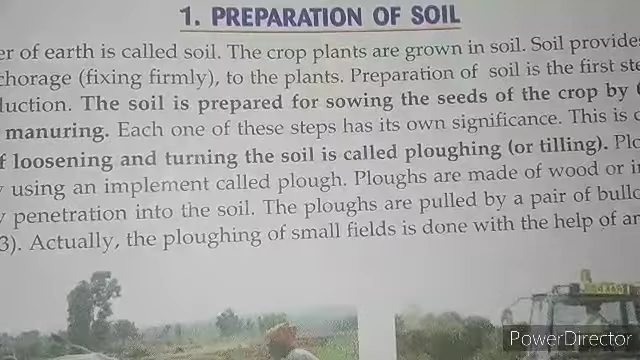 1. PREPARATION OF SOIL
er of earth is called soil. The crop plants are grown in soil. Soil provides
chorage (fixing firmly), to the plants. Preparation of soil is the first ste
luction. The soil is prepared for sowing the seeds of the crop by
manuring. Each one of these steps has its own significance. This is
f loosening and turning the soil is called ploughing (or tilling). Plo
y using an implement called plough. Ploughs are made of wood or
y penetration into the soil. The ploughs are pulled by a pair of bullo
3). Actually, the ploughing of small fields is done with the help of an
PowerDirector